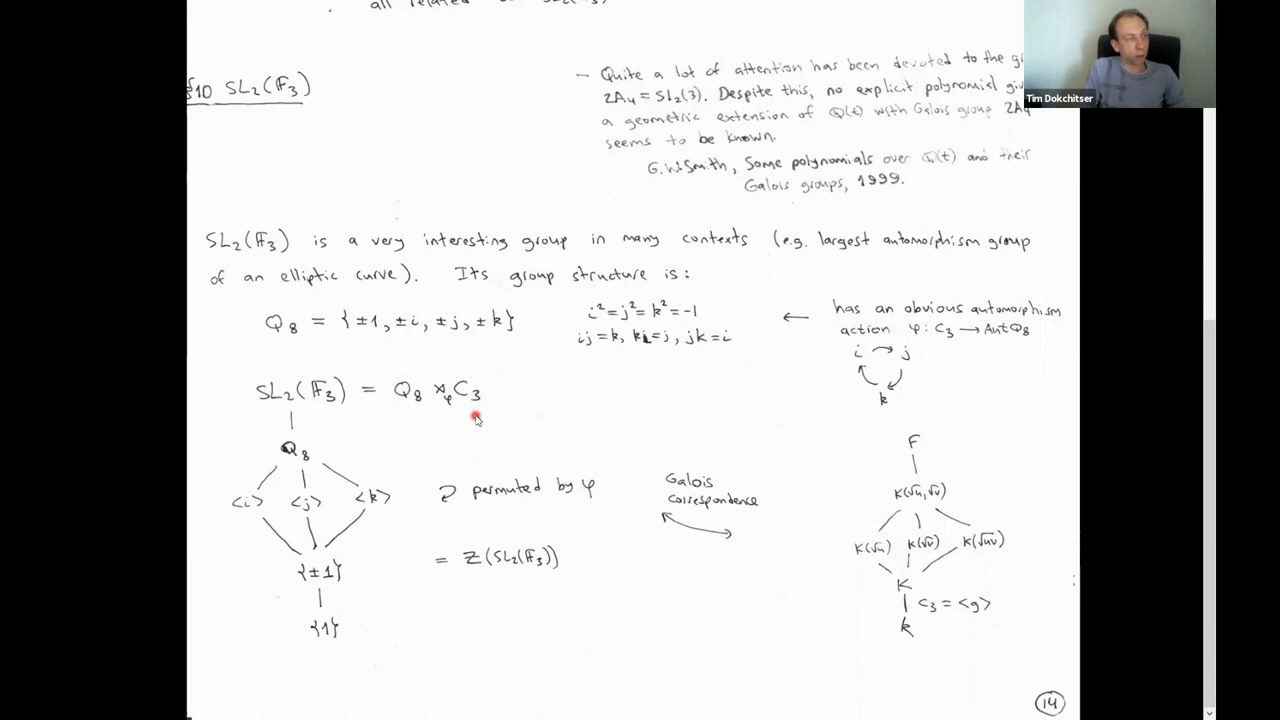 all related
§10 SL₂(𝔽₃)
– Quite a lot of attention has been devoted to the
2A₄ = SL₂(3). Despite this, no explicit polynomial
a geometric extension of Q(t) with Galois group 2A₄
seems to be known.
G.W. Smith, Some polynomials over Q(t) and their
Galois groups, 1999.
Tim Dokchitser
SL₂(𝔽₃) is a very interesting group in many contexts (e.g. largest automorphism group
of an elliptic curve). Its group structure is:
Q₈ = {±1, ±i, ±j, ±k}
i² = j² = k² = -1
ij = k, ki = j, jk = i
← has an obvious automorphism
action φ: C₃ → Aut Q₈
i → j
k
SL₂(𝔽₃) = Q₈ ⋊φ C₃
Q₈
<i> <j> <k>
permuted by φ
{±1}
= Z(SL₂(𝔽₃))
{1}
Galois
correspondence
F
K(√u,√v)
K(√u) K(√v) K(√uv)
K
C₃ = <g>
k
14